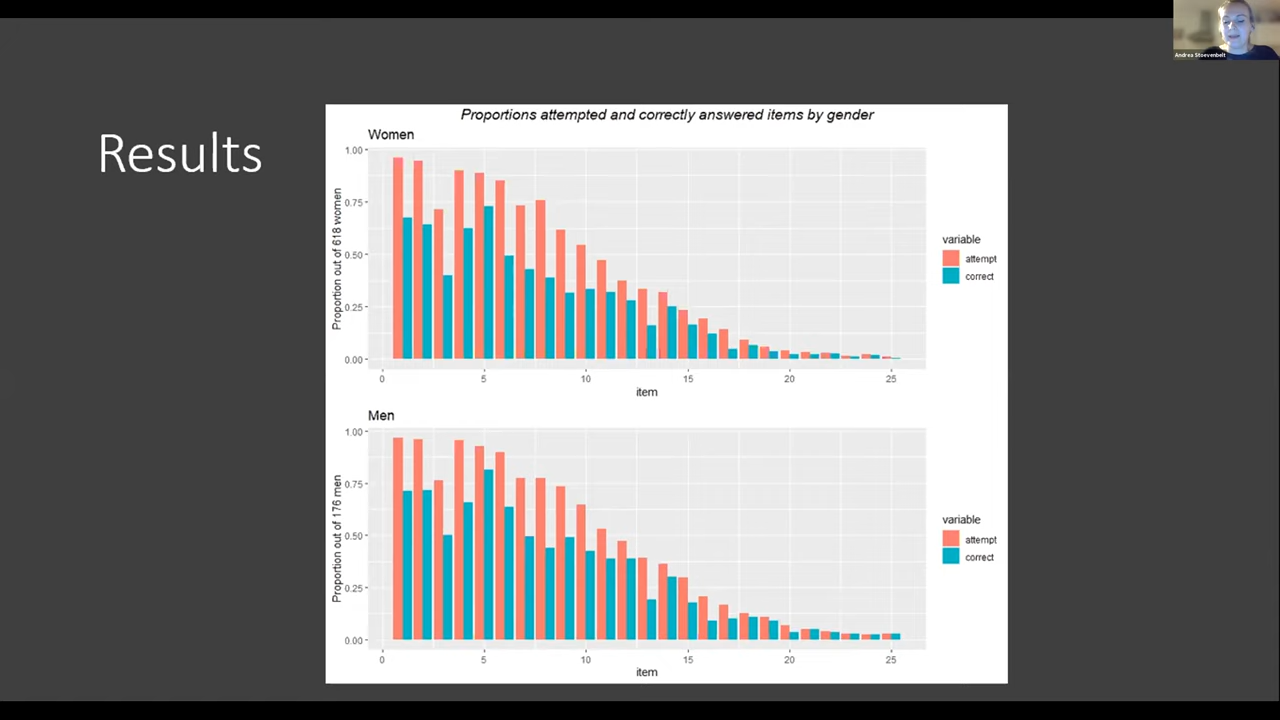 Andrea Stoevenbelt
Results
Proportions attempted and correctly answered items by gender
Women
1.00
0.75
0.50
0.25
0.00
Proportion out of 618 women
0 5 10 15 20 25
item
variable
attempt
correct
Men
1.00
0.75
0.50
0.25
0.00
Proportion out of 176 men
0 5 10 15 20 25
item
variable
attempt
correct